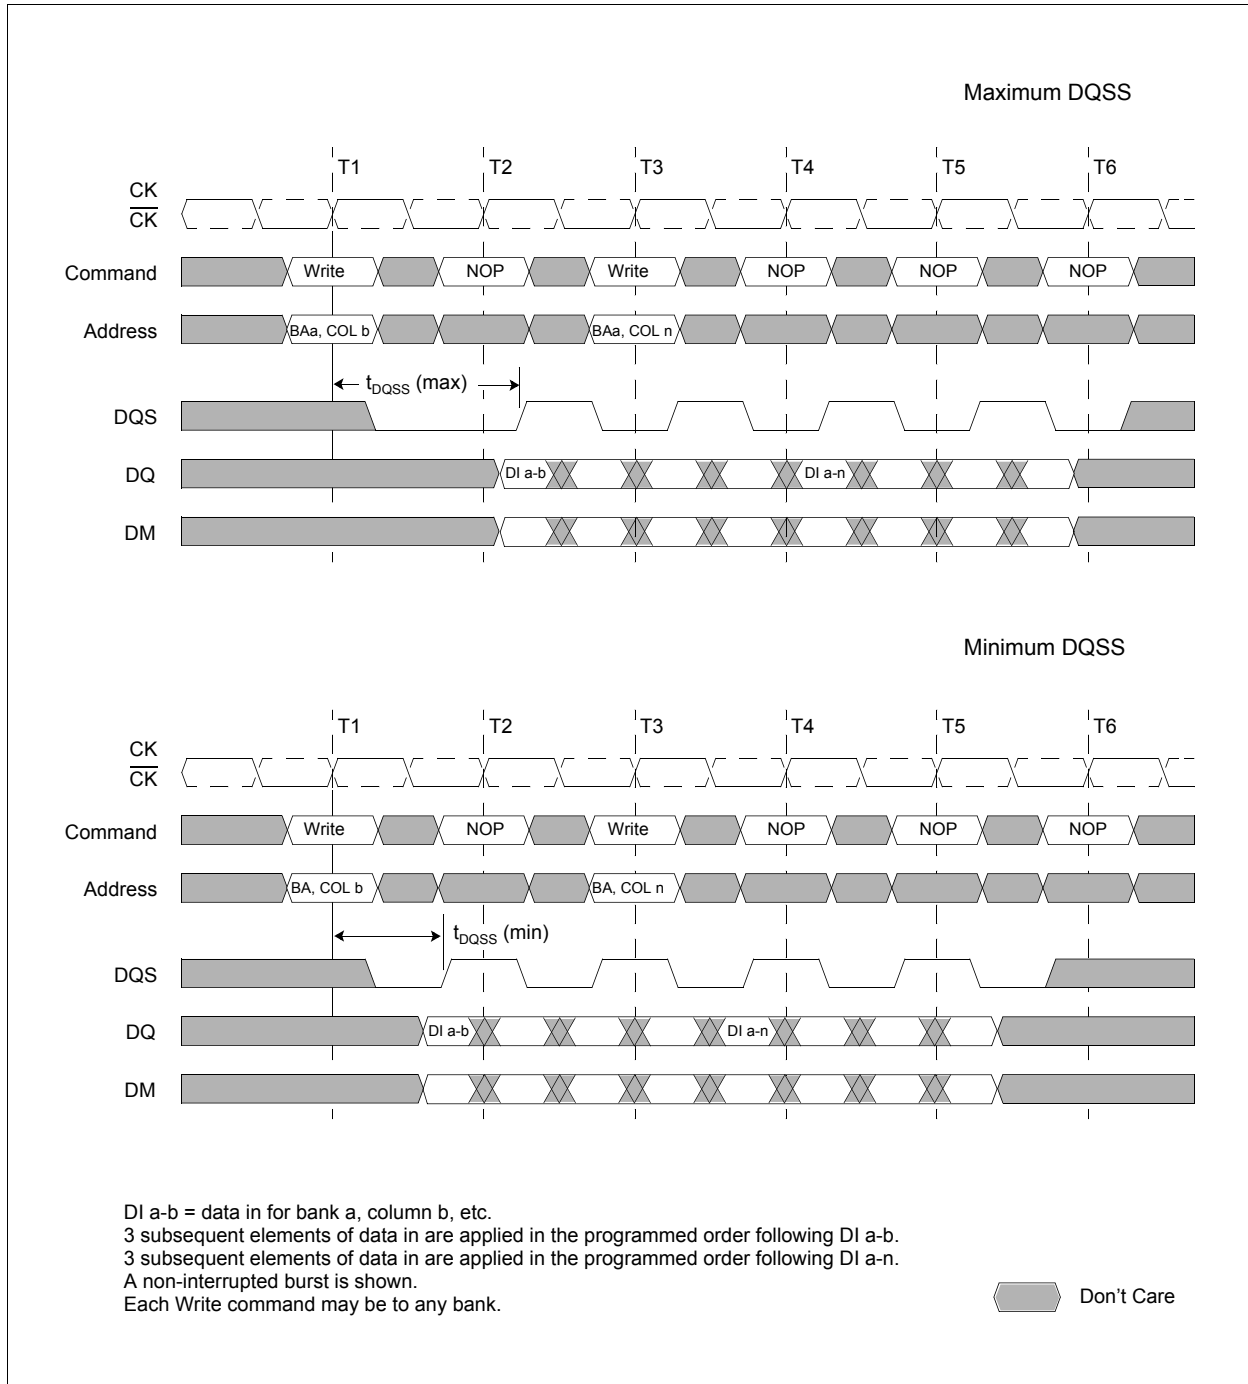 Maximum DQSS
T1 T2 T3 T4 T5 T6
CK
CK
Command Write NOP Write NOP NOP NOP
Address BAa, COL b BAa, COL n
tDQSS (max)
DQS
DQ DI a-b DI a-n
DM
Minimum DQSS
T1 T2 T3 T4 T5 T6
CK
CK
Command Write NOP Write NOP NOP NOP
Address BA, COL b BA, COL n
tDQSS (min)
DQS
DQ DI a-b DI a-n
DM
DI a-b = data in for bank a, column b, etc.
3 subsequent elements of data in are applied in the programmed order following DI a-b.
3 subsequent elements of data in are applied in the programmed order following DI a-n.
A non-interrupted burst is shown.
Each Write command may be to any bank.
Don't Care